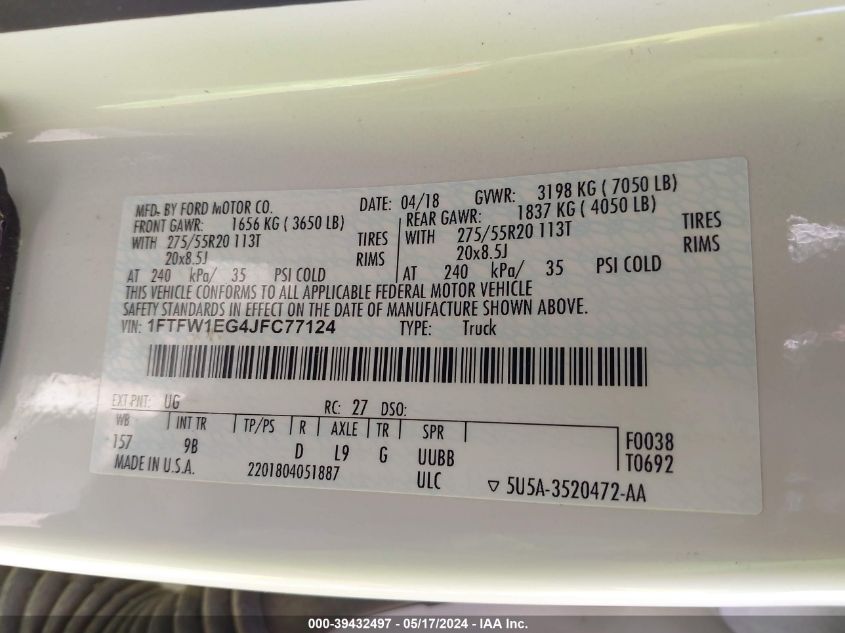 MFD. BY FORD MOTOR CO. DATE: 04/18 GVWR: 3198 KG ( 7050 LB)
FRONT GAWR: 1656 KG ( 3650 LB) REAR GAWR: 1837 KG ( 4050 LB)
WITH 275/55R20 113T TIRES WITH 275/55R20 113T TIRES
20x8.5J RIMS 20x8.5J RIMS
AT 240 kPa/ 35 PSI COLD AT 240 kPa/ 35 PSI COLD
THIS VEHICLE CONFORMS TO ALL APPLICABLE FEDERAL MOTOR VEHICLE
SAFETY STANDARDS IN EFFECT ON THE DATE OF MANUFACTURE SHOWN ABOVE.
VIN: 1FTFW1EG4JFC77124 TYPE: Truck
EXT PNT: UG RC: 27 DSO:
WB INT TR TP/PS R AXLE TR SPR F0038
157 9B D L9 G UUBB T0692
MADE IN U.S.A. 2201804051887 ULC ▽ 5U5A-3520472-AA
000-39432497 - 05/17/2024 - IAA Inc.